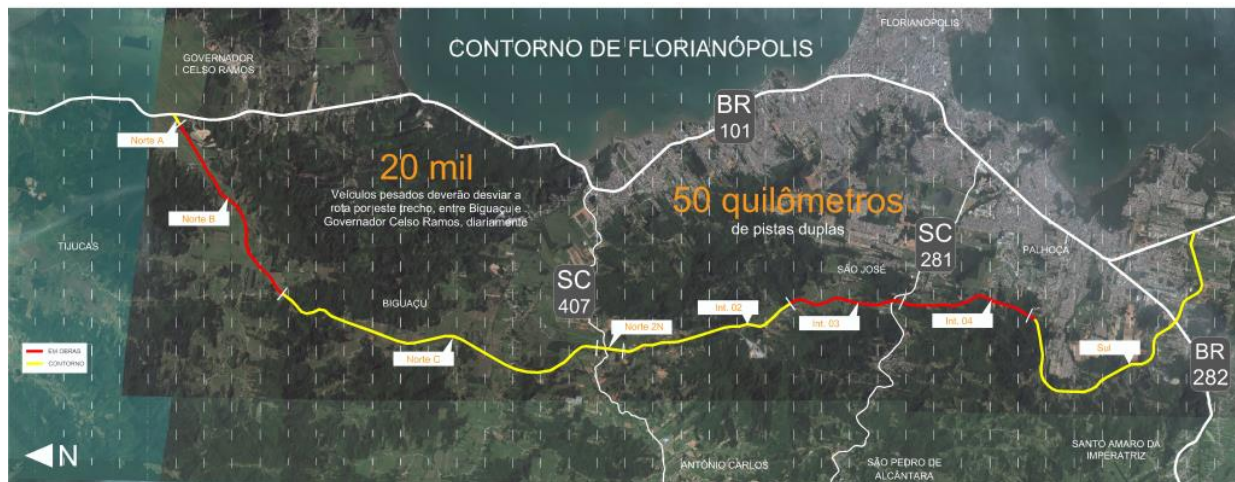 FLORIANÓPOLIS
CONTORNO DE FLORIANÓPOLIS
GOVERNADOR
CELSO RAMOS
BR
101
Norte A
20 mil
Veículos pesados deverão desviar a
rota por este trecho, entre Biguaçu e
Governador Celso Ramos, diariamente
50 quilômetros
de pistas duplas
Norte B
TIJUCAS
SC
281
PALHOÇA
SÃO JOSÉ
SC
407
BIGUAÇU
Int. 02
Int. 03
Int. 04
Norte 2N
Norte C
Sul
EM OBRAS
CONTORNO
BR
282
N
ANTÔNIO CARLOS
SÃO PEDRO DE
ALCÂNTARA
SANTO AMARO DA
IMPERATRIZ